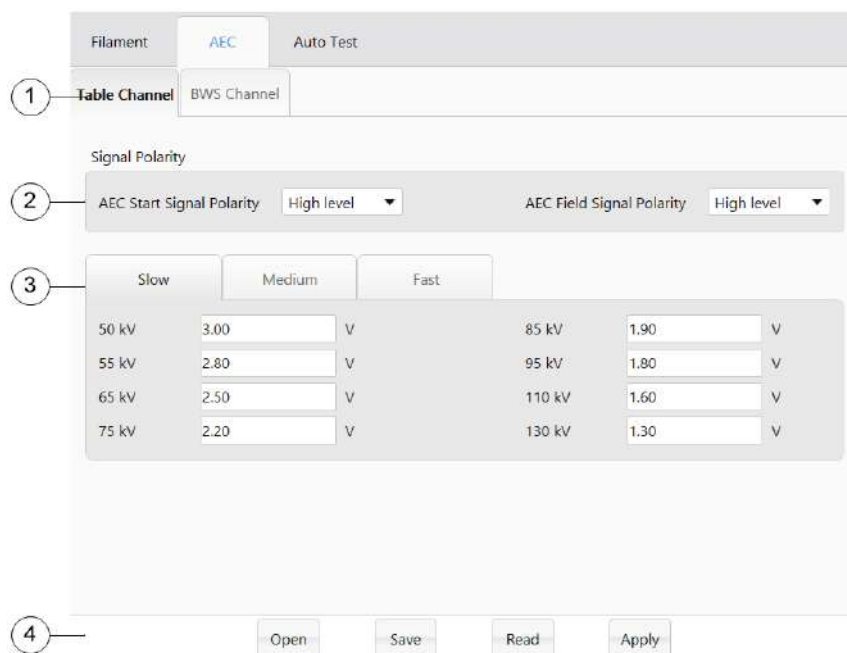 Filament AEC Auto Test
1 Table Channel BWS Channel
Signal Polarity
2 AEC Start Signal Polarity High level AEC Field Signal Polarity High level
3 Slow Medium Fast
50 kV 3.00 V 85 kV 1.90 V
55 kV 2.80 V 95 kV 1.80 V
65 kV 2.50 V 110 kV 1.60 V
75 kV 2.20 V 130 kV 1.30 V
4 Open Save Read Apply